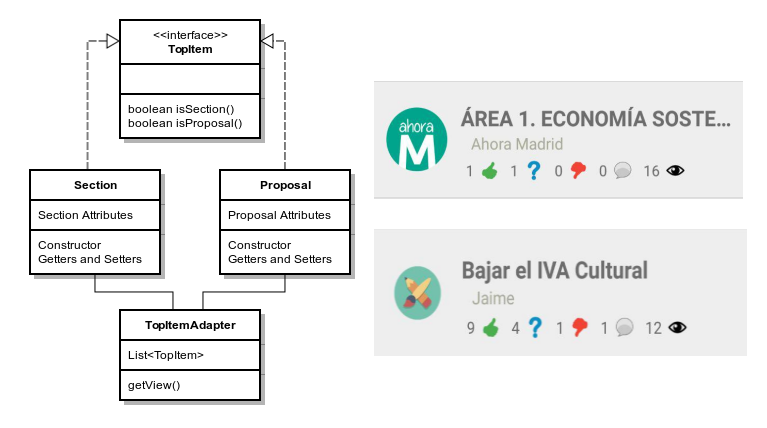 <<interface>>
TopItem
boolean isSection()
boolean isProposal()
Section
Section Attributes
Constructor
Getters and Setters
Proposal
Proposal Attributes
Constructor
Getters and Setters
TopItemAdapter
List<TopItem>
getView()
ahora
M
ÁREA 1. ECONOMÍA SOSTE...
Ahora Madrid
1 1 ? 0 0 16
Bajar el IVA Cultural
Jaime
9 4 ? 1 1 12